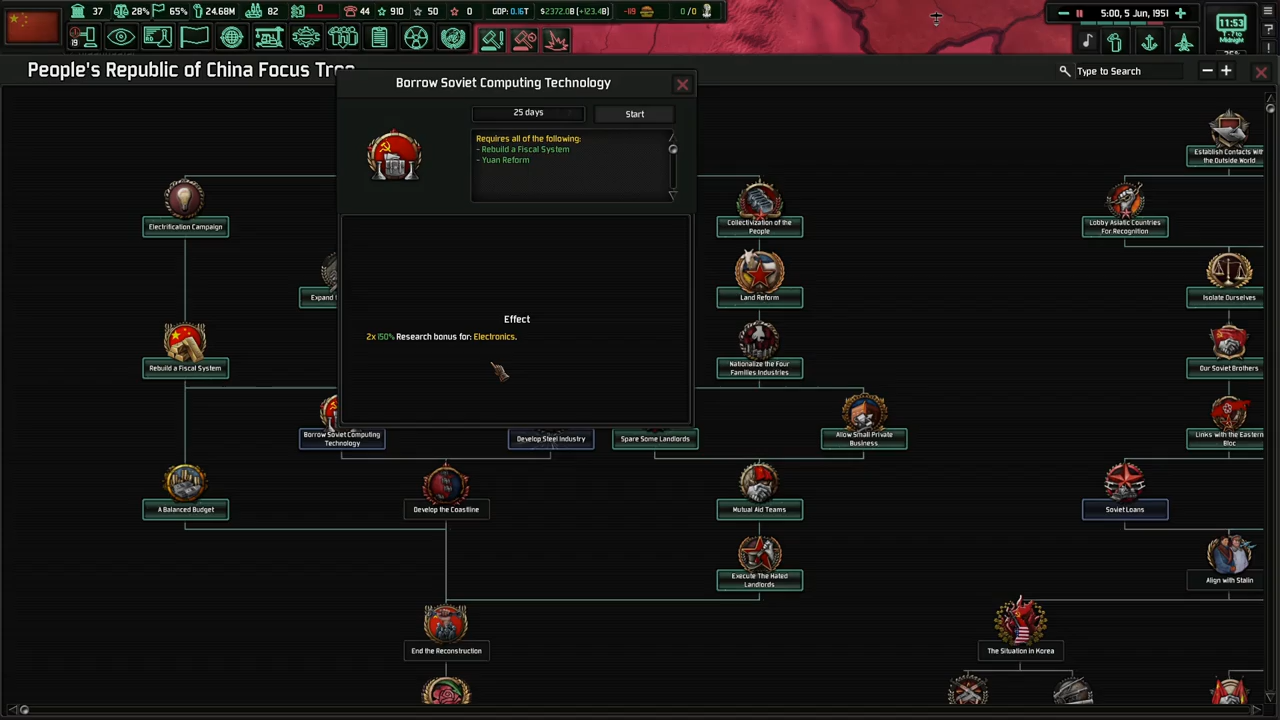 37 28% 65% 24.68M 82 0 44 910 50 0 GDP: 0.16T $2372.0B (+123.4B) -119 0/0 5:00, 5 Jun, 1951
11:53
19
People's Republic of China Focus Tree
Type to Search
Borrow Soviet Computing Technology
25 days
Start
Requires all of the following:
- Rebuild a Fiscal System
- Yuan Reform
Effect
2x 150% Research bonus for: Electronics.
Establish Contacts With
the Outside World
Electrification Campaign
Collectivization of the
People
Lobby Asiatic Countries
For Recognition
Expand
Land Reform
Isolate Ourselves
Rebuild a Fiscal System
Nationalize the Four
Families Industries
Our Soviet Brothers
Borrow Soviet Computing
Technology
Develop Steel Industry
Spare Some Landlords
Allow Small Private
Business
Links with the Eastern
Bloc
A Balanced Budget
Develop the Coastline
Mutual Aid Teams
Soviet Loans
Execute The Hated
Landlords
Align with Stalin
End the Reconstruction
The Situation in Korea